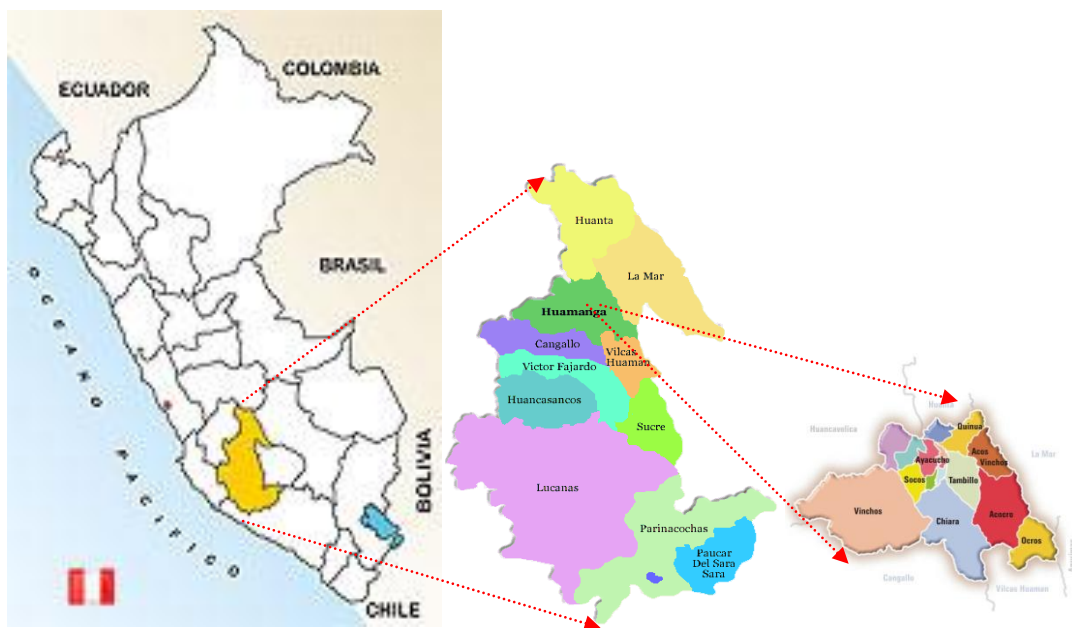 ECUADOR
COLOMBIA
BRASIL
OCEANO PACIFICO
BOLIVIA
CHILE
Huanta
La Mar
Huamanga
Cangallo
Vilcas
Huaman
Victor Fajardo
Huancasancos
Sucre
Lucanas
Parinacochas
Paucar
Del Sara
Sara
Huancavelica
Huanta
La Mar
Quinua
Acos
Vinchos
Ayacucho
Socos
Tambillo
Vinchos
Chiara
Acocro
Ocros
Cangallo
Vilcas Huaman